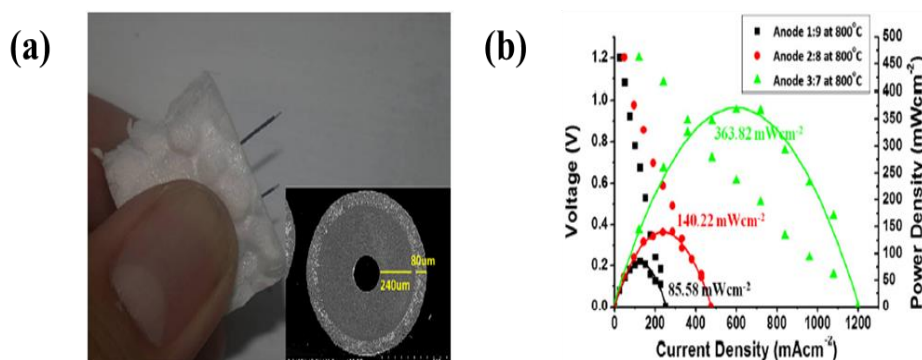 (a)
80um
240um
(b)
Anode 1:9 at 800°C
Anode 2:8 at 800°C
Anode 3:7 at 800°C
Voltage (V)
1.2
1.0
0.8
0.6
0.4
0.2
0.0
363.82 mWcm⁻²
140.22 mWcm⁻²
85.58 mWcm⁻²
500
450
400
350
300
250
200
150
100
50
0
Power Density (mWcm⁻²)
0 200 400 600 800 1000 1200
Current Density (mAcm⁻²)